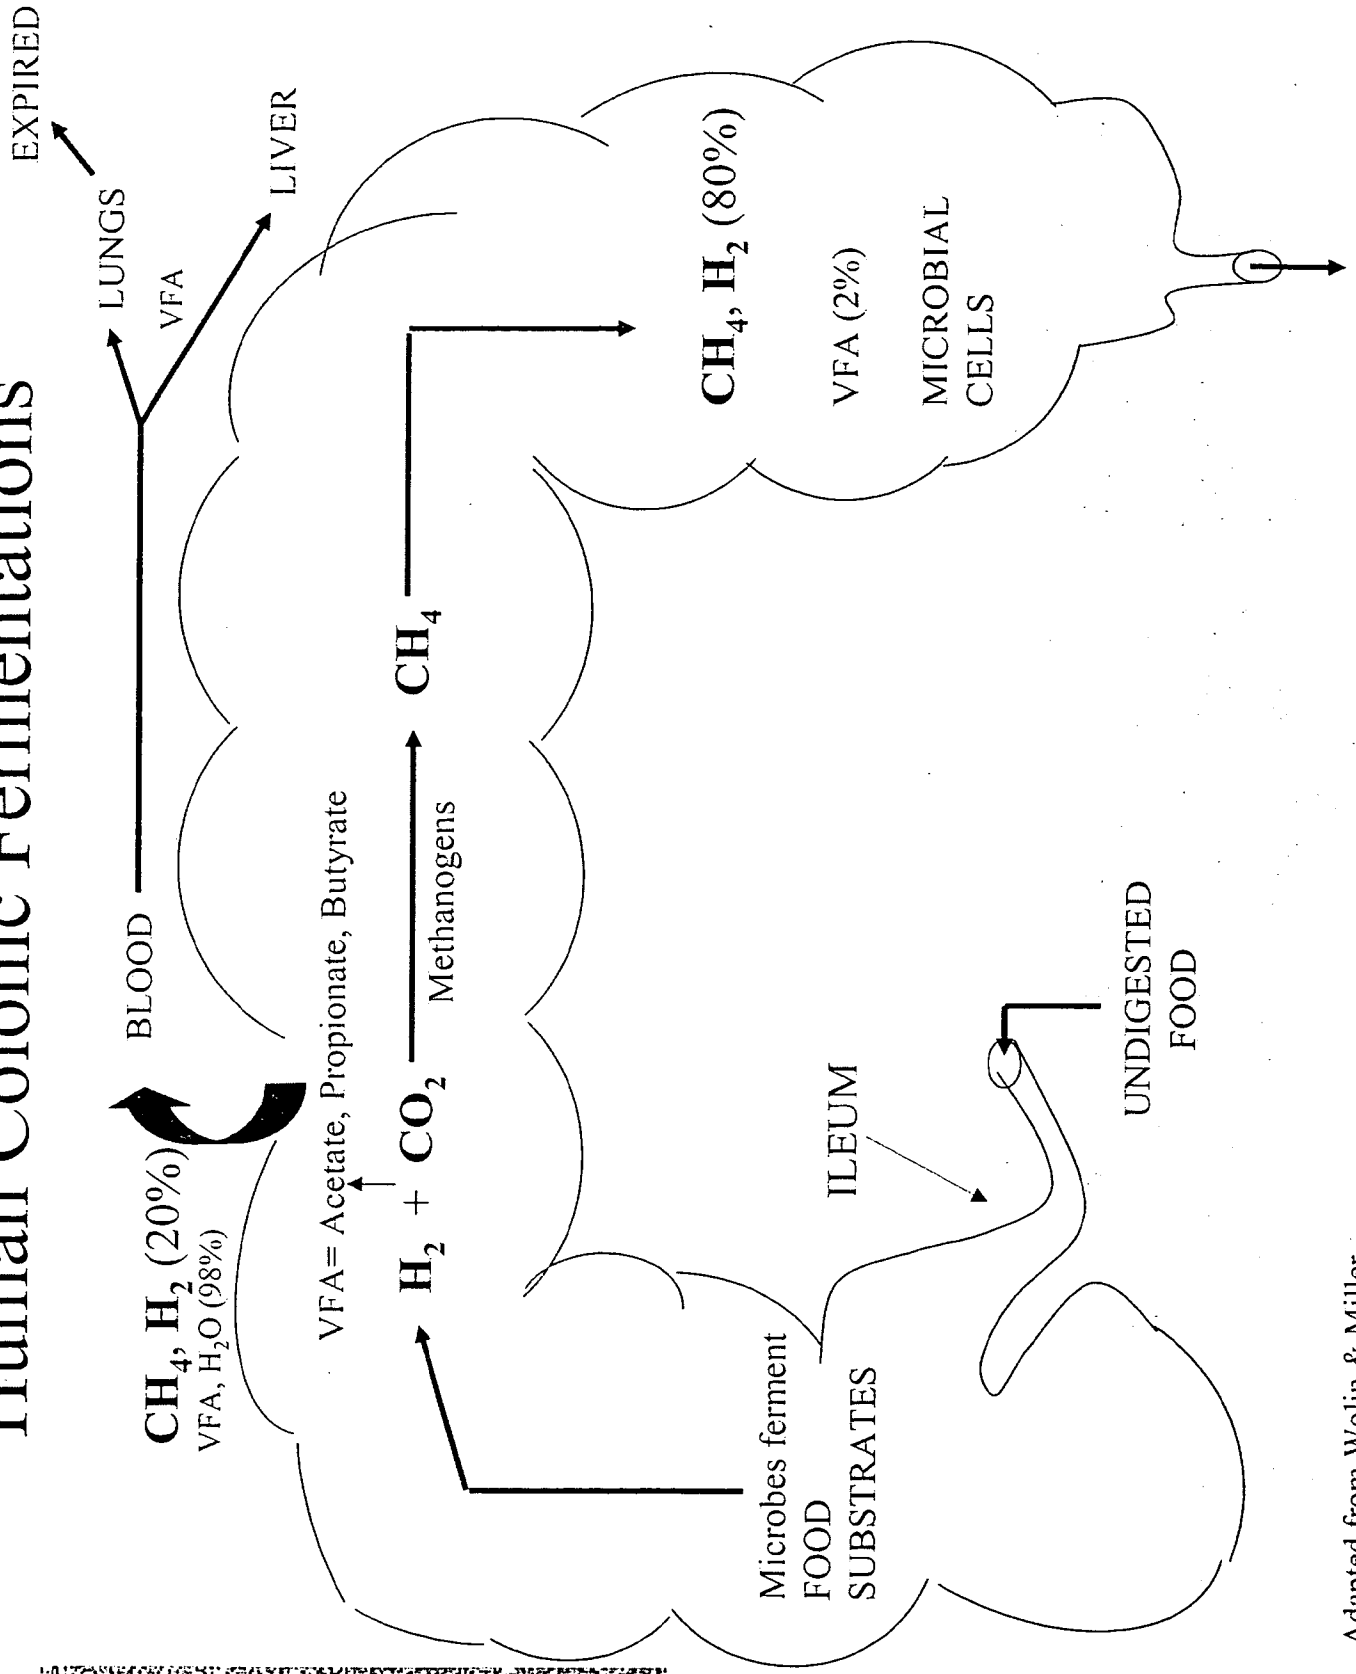 Human Colonic Fermentations
EXPIRED
LUNGS
VFA
LIVER
BLOOD
CH₄, H₂ (20%)
VFA, H₂O (98%)
VFA= Acetate, Propionate, Butyrate
H₂ + CO₂
Methanogens
CH₄
CH₄, H₂ (80%)
VFA (2%)
MICROBIAL
CELLS
Microbes ferment
FOOD
SUBSTRATES
ILEUM
UNDIGESTED
FOOD
Adapted from Wolin & Miller